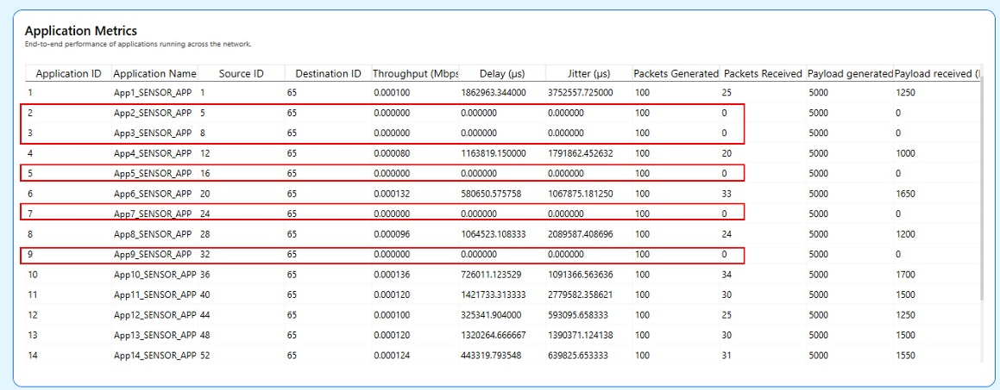 Application Metrics
End-to-end performance of applications running across the network.
Application ID Application Name Source ID Destination ID Throughput (Mbps Delay (µs) Jitter (µs) Packets Generated Packets Received Payload generated Payload received (
1 App1_SENSOR_APP 1 65 0.000100 1862963.344000 3752557.725000 100 25 5000 1250
2 App2_SENSOR_APP 5 65 0.000000 0.000000 0.000000 100 0 5000 0
3 App3_SENSOR_APP 8 65 0.000000 0.000000 0.000000 100 0 5000 0
4 App4_SENSOR_APP 12 65 0.000080 1163819.150000 1791862.452632 100 20 5000 1000
5 App5_SENSOR_APP 16 65 0.000000 0.000000 0.000000 100 0 5000 0
6 App6_SENSOR_APP 20 65 0.000132 580650.575758 1067875.181250 100 33 5000 1650
7 App7_SENSOR_APP 24 65 0.000000 0.000000 0.000000 100 0 5000 0
8 App8_SENSOR_APP 28 65 0.000096 1064523.108333 2089587.408696 100 24 5000 1200
9 App9_SENSOR_APP 32 65 0.000000 0.000000 0.000000 100 0 5000 0
10 App10_SENSOR_APP 36 65 0.000136 726011.123529 1091366.563636 100 34 5000 1700
11 App11_SENSOR_APP 40 65 0.000120 1421733.313333 2779582.358621 100 30 5000 1500
12 App12_SENSOR_APP 44 65 0.000100 325341.904000 593095.658333 100 25 5000 1250
13 App13_SENSOR_APP 48 65 0.000120 1320264.666667 1390371.124138 100 30 5000 1500
14 App14_SENSOR_APP 52 65 0.000124 443319.793548 639825.653333 100 31 5000 1550